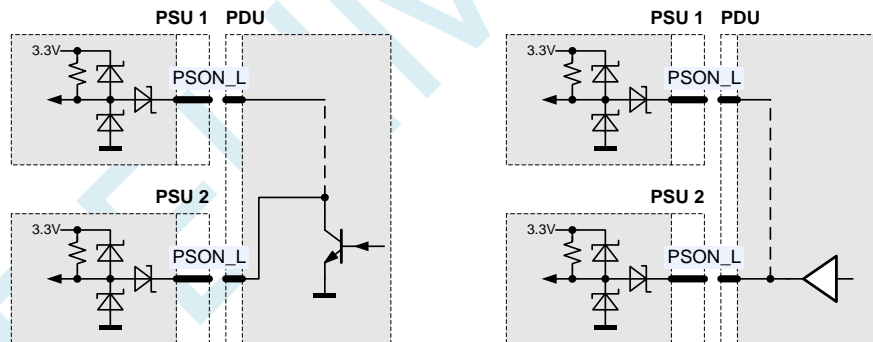 PSU 1 PDU
3.3V
PSON_L
PSU 2
3.3V
PSON_L
PSU 1 PDU
3.3V
PSON_L
PSU 2
3.3V
PSON_L